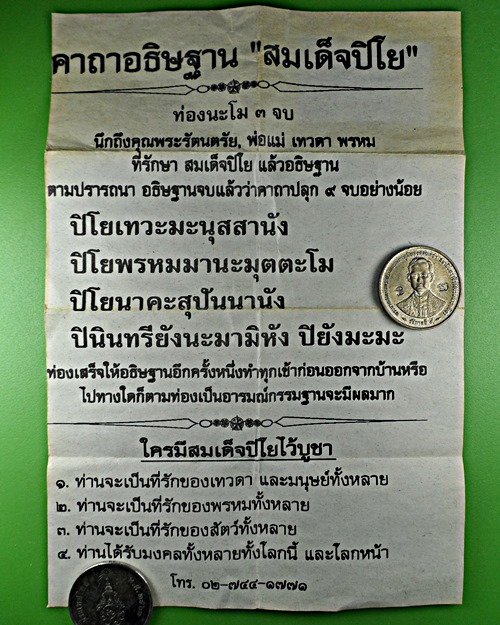 คาถาอธิษฐาน "สมเด็จปิโย"
ท่องนะโม ๓ จบ
นึกถึงคุณพระรัตนตรัย, พ่อแม่ เทวดา พรหม
ที่รักษา สมเด็จปิโย แล้วอธิษฐาน
ตามปรารถนา อธิษฐานจบแล้วว่าคาถาปลุก ๙ จบอย่างน้อย
ปิโยเทวะมะนุสสานัง
ปิโยพรหมมานะมุตตะโม
ปิโยนาคะสุปันนานัง
ปินินทรียังนะมามิหัง ปิยังมะมะ
ท่องเสร็จให้อธิษฐานอีกครั้งหนึ่งทำทุกเช้าก่อนออกจากบ้านหรือ
ไปทางใดก็ตามท่องเป็นอารมณ์กรรมฐานจะมีผลมาก
ใครมีสมเด็จปิโยไว้บูชา
๑. ท่านจะเป็นที่รักของเทวดา และมนุษย์ทั้งหลาย
๒. ท่านจะเป็นที่รักของพรหมทั้งหลาย
๓. ท่านจะเป็นที่รักของสัตว์ทั้งหลาย
๔. ท่านได้รับมงคลทั้งหลายทั้งโลกนี้ และโลกหน้า
โทร. ๐๒-๗๔๔-๑๗๗๑